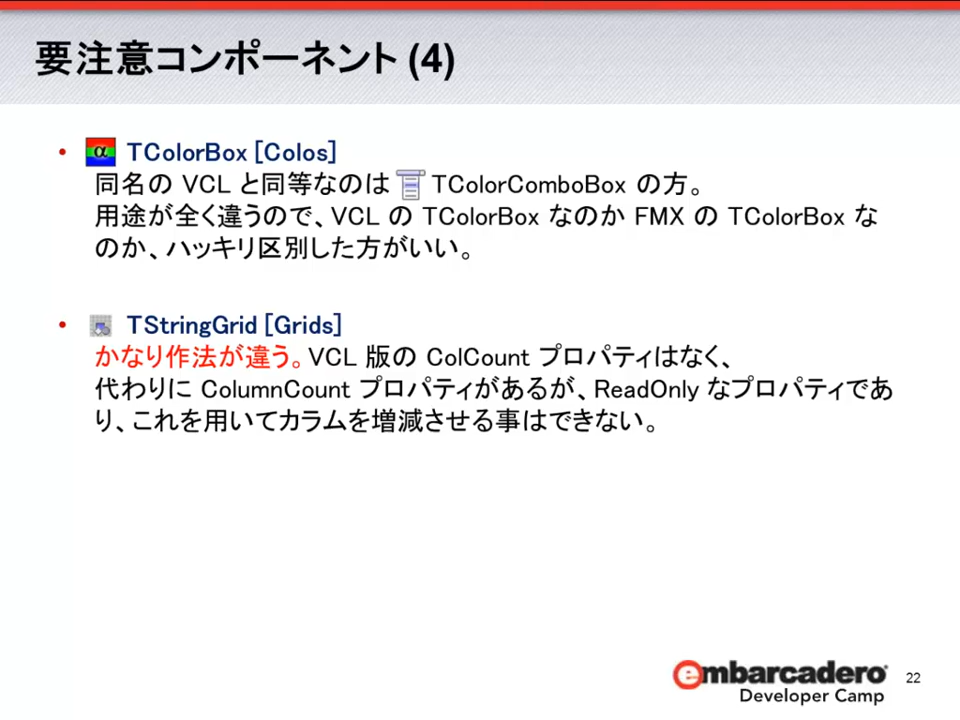 要注意コンポーネント (4)
• α TColorBox [Colos]
同名の VCL と同等なのは TColorComboBox の方。
用途が全く違うので、VCL の TColorBox なのか FMX の TColorBox な
のか、ハッキリ区別した方がいい。
• TStringGrid [Grids]
かなり作法が違う。VCL 版の ColCount プロパティはなく、
代わりに ColumnCount プロパティがあるが、ReadOnly なプロパティであ
り、これを用いてカラムを増減させる事はできない。
embarcadero
Developer Camp
22